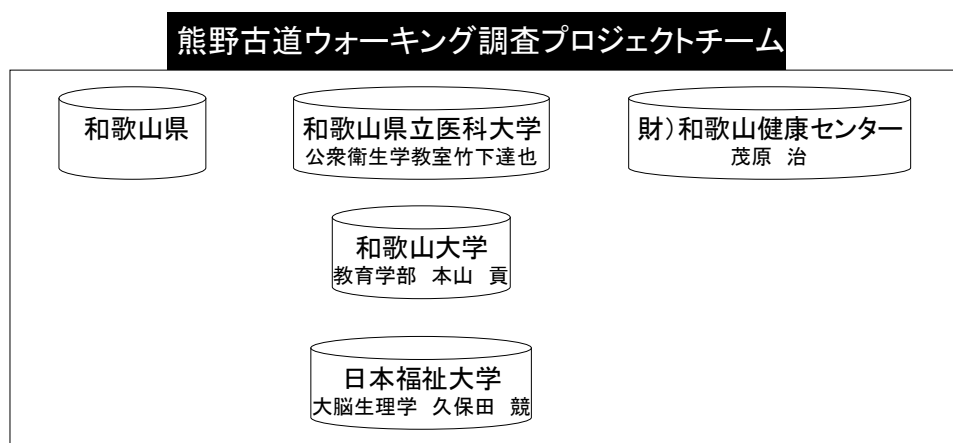 熊野古道ウォーキング調査プロジェクトチーム
和歌山県
和歌山県立医科大学
公衆衛生学教室竹下達也
財）和歌山健康センター
茂原 治
和歌山大学
教育学部 本山 貢
日本福祉大学
大脳生理学 久保田 競